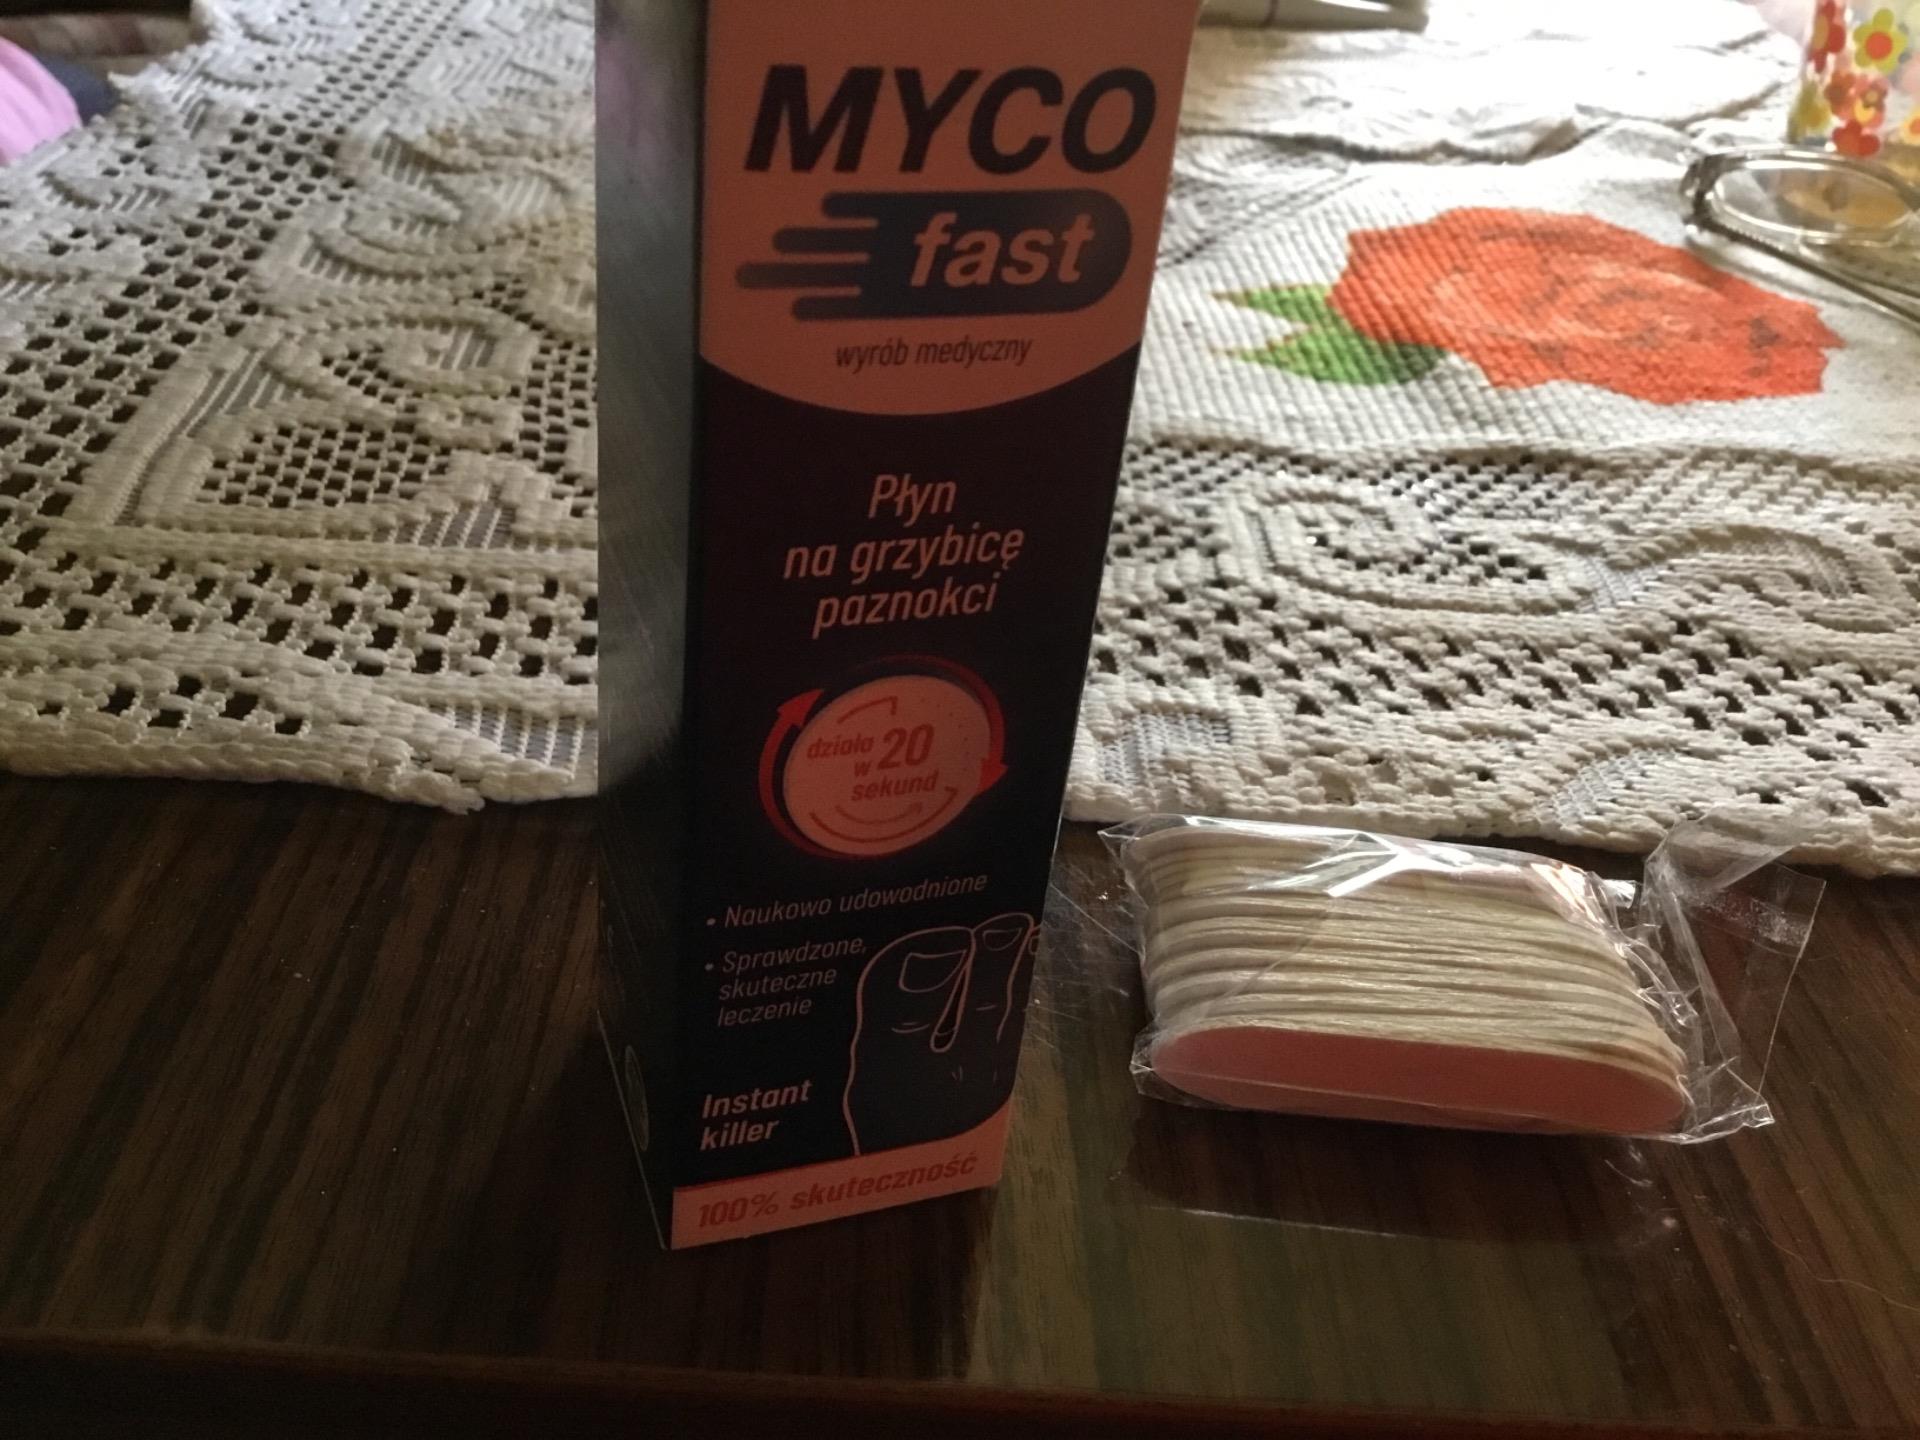 MYCO
fast
wyrób medyczny
Płyn
na grzybicę
paznokci
działa 20
w
sekund
• Naukowo udowodnione
• Sprawdzone,
skuteczne
leczenie
Instant
killer
100% skuteczność